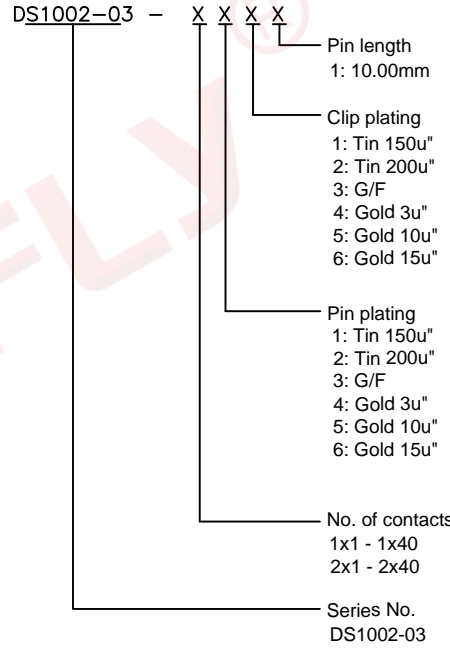 DS1002-03 - X X X X
Pin length
1: 10.00mm
Clip plating
1: Tin 150u"
2: Tin 200u"
3: G/F
4: Gold 3u"
5: Gold 10u"
6: Gold 15u"
Pin plating
1: Tin 150u"
2: Tin 200u"
3: G/F
4: Gold 3u"
5: Gold 10u"
6: Gold 15u"
No. of contacts
1x1 - 1x40
2x1 - 2x40
Series No.
DS1002-03
FLY®